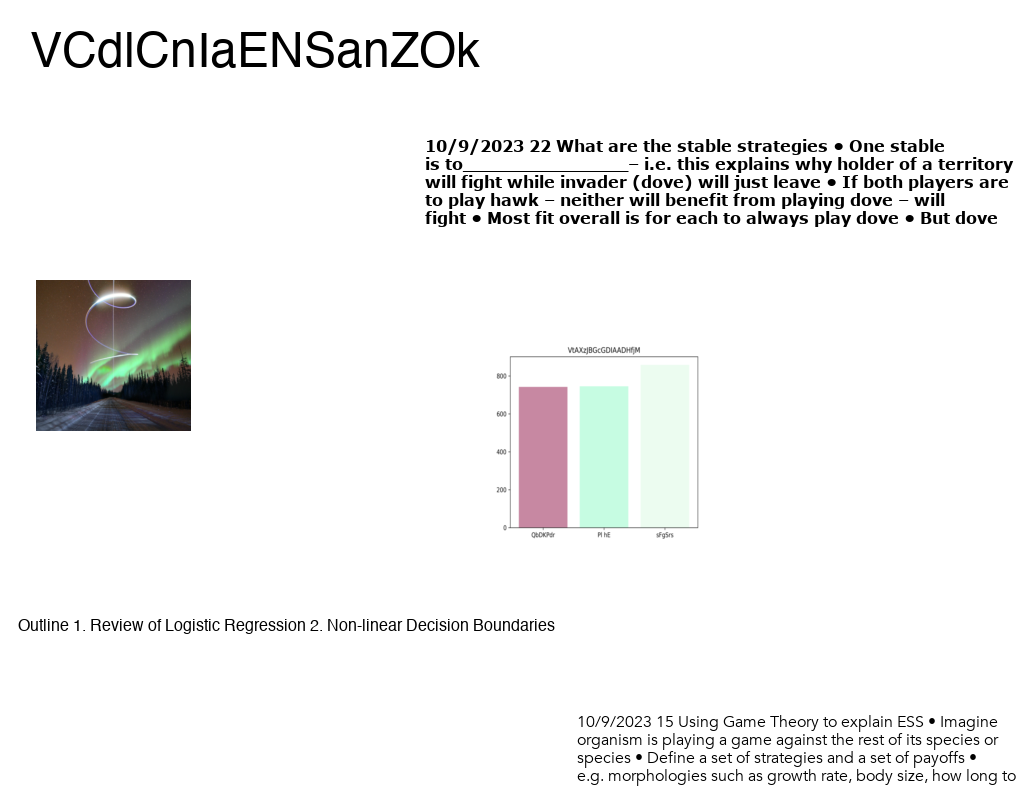 VCdlCnIaENSanZOk
10/9/2023 22 What are the stable strategies • One stable
is to____________________– i.e. this explains why holder of a territory
will fight while invader (dove) will just leave • If both players are
to play hawk – neither will benefit from playing dove – will
fight • Most fit overall is for each to always play dove • But dove
VtAXzJBGcGDIAADHfjM
800
600
400
200
0
QbDKPdr PI hE sFgSrs
Outline 1. Review of Logistic Regression 2. Non-linear Decision Boundaries
10/9/2023 15 Using Game Theory to explain ESS • Imagine
organism is playing a game against the rest of its species or
species • Define a set of strategies and a set of payoffs •
e.g. morphologies such as growth rate, body size, how long to